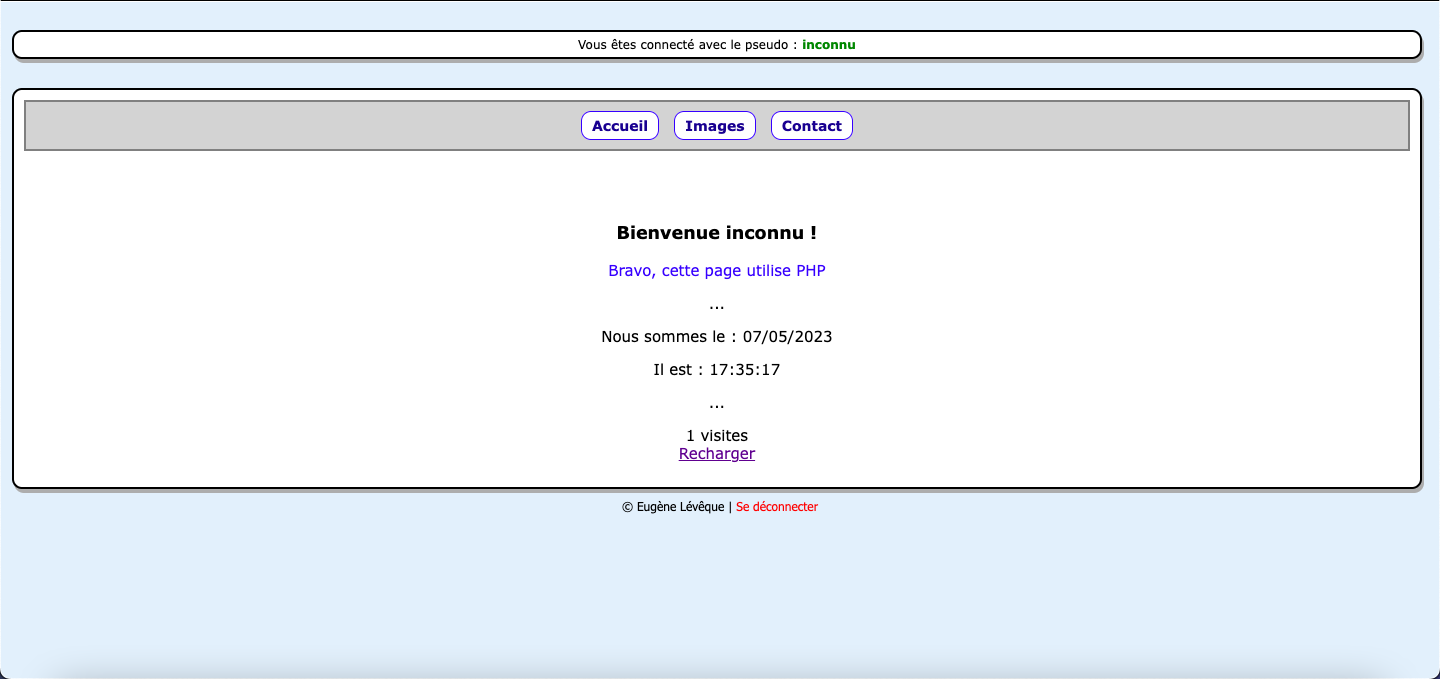 Vous êtes connecté avec le pseudo : inconnu
Accueil Images Contact
Bienvenue inconnu !
Bravo, cette page utilise PHP
...
Nous sommes le : 07/05/2023
Il est : 17:35:17
...
1 visites
Recharger
© Eugène Lévêque | Se déconnecter